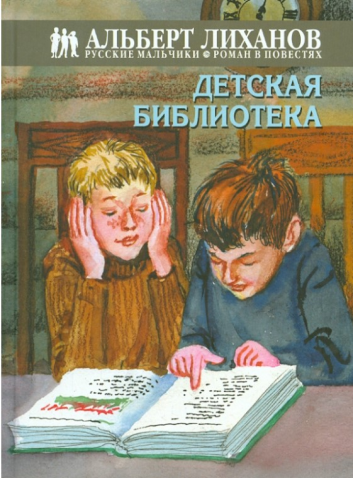 АЛЬБЕРТ ЛИХАНОВ
РУССКИЕ МАЛЬЧИКИ РОМАН В ПОВЕСТЯХ
ДЕТСКАЯ
БИБЛИОТЕКА